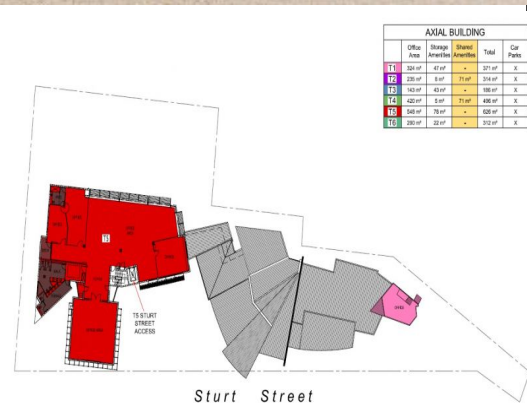 AXIAL BUILDING
Office Area Storage Amenities Shared Amenities Total Car Parks
T1 324 m² 47 m² - 371 m² X
T2 235 m² 8 m² 71 m² 314 m² X
T3 143 m² 43 m² - 186 m² X
T4 420 m² 5 m² 71 m² 496 m² X
T5 548 m² 78 m² - 626 m² X
T6 290 m² 22 m² - 312 m² X
T5
T5 STURT
STREET
ACCESS
Sturt Street